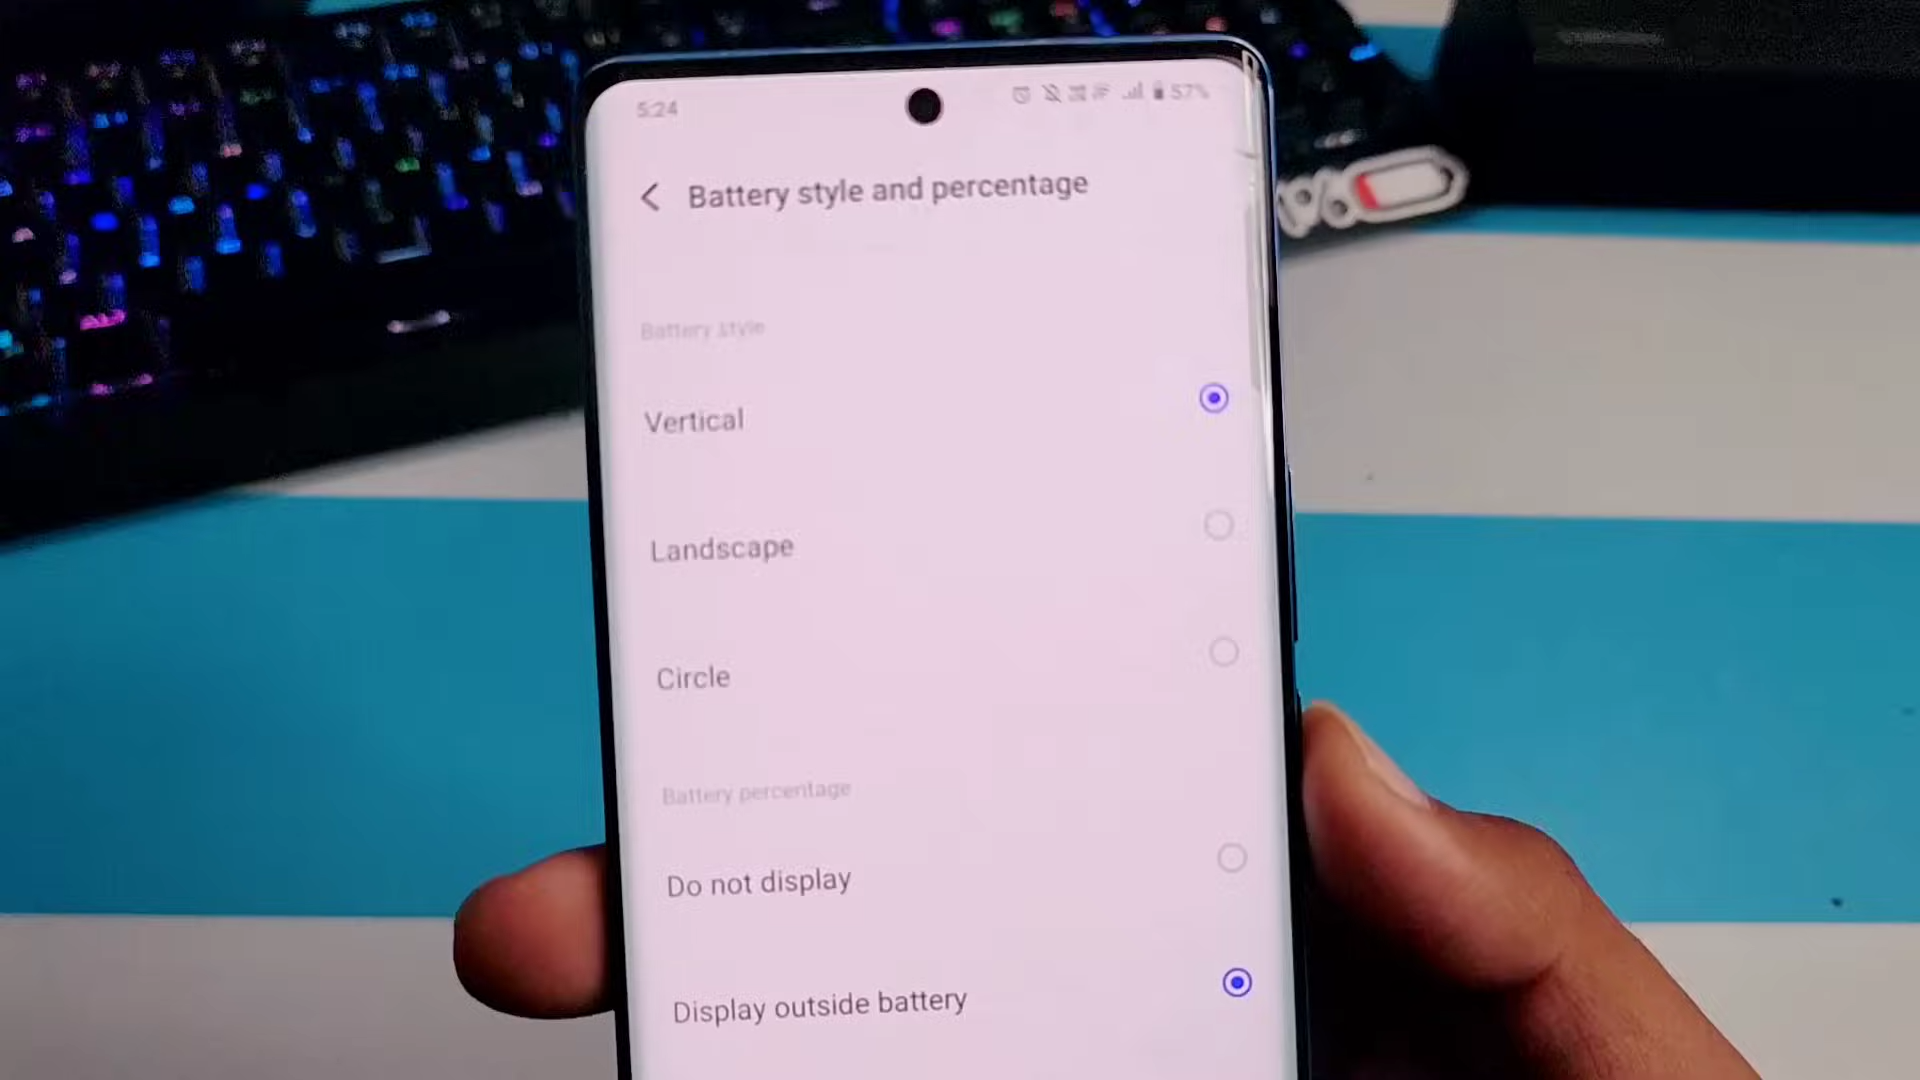 5:24
57%
Battery style and percentage
%
Battery style
Vertical
Landscape
Circle
Battery percentage
Do not display
Display outside battery